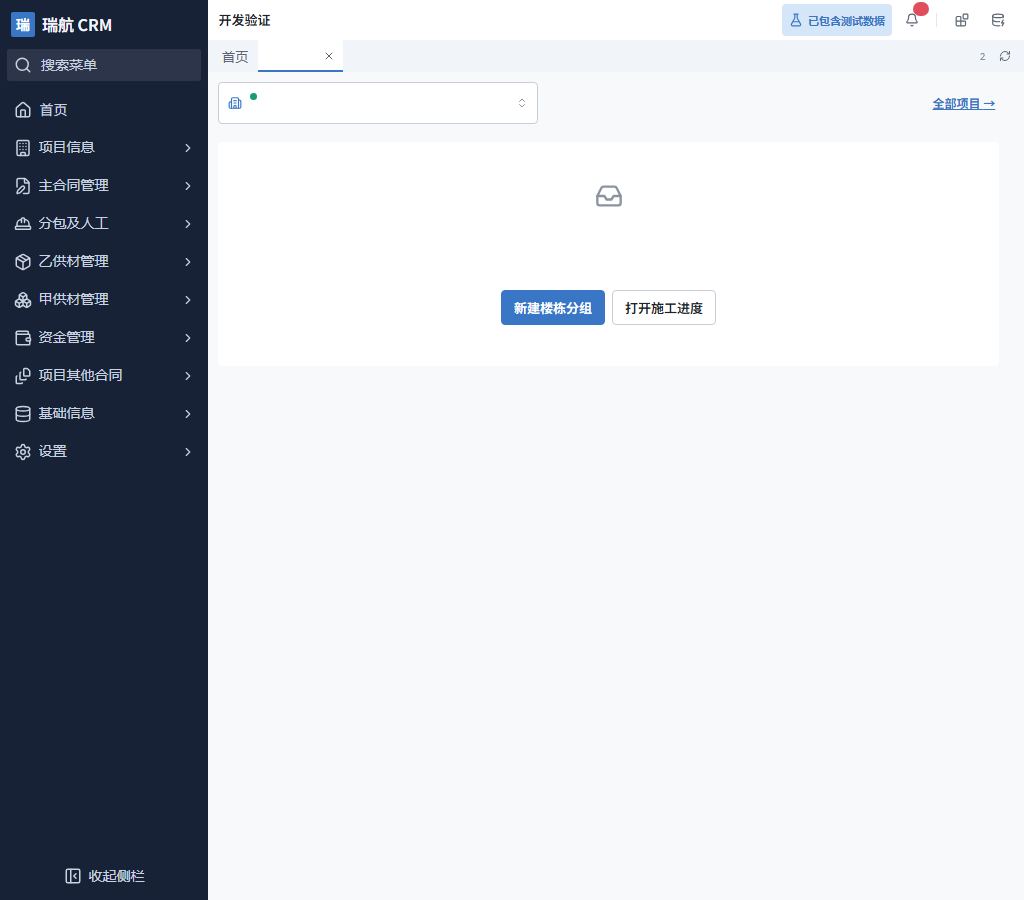 瑞 瑞航 CRM
搜索菜单
首页
项目信息
主合同管理
分包及人工
乙供材管理
甲供材管理
资金管理
项目其他合同
基础信息
设置
收起侧栏
开发验证
已包含测试数据
首页
2
全部项目 →
新建楼栋分组
打开施工进度